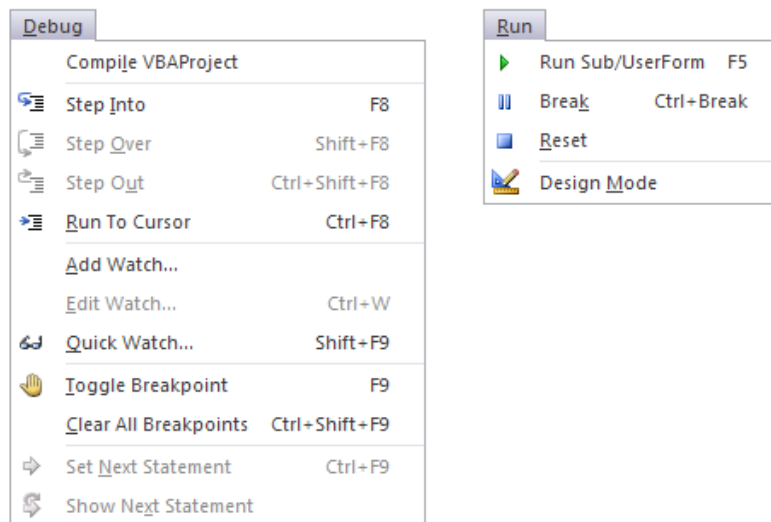 Debug
Compile VBAProject
Step Into F8
Step Over Shift+F8
Step Out Ctrl+Shift+F8
Run To Cursor Ctrl+F8
Add Watch...
Edit Watch... Ctrl+W
Quick Watch... Shift+F9
Toggle Breakpoint F9
Clear All Breakpoints Ctrl+Shift+F9
Set Next Statement Ctrl+F9
Show Next Statement
Run
Run Sub/UserForm F5
Break Ctrl+Break
Reset
Design Mode